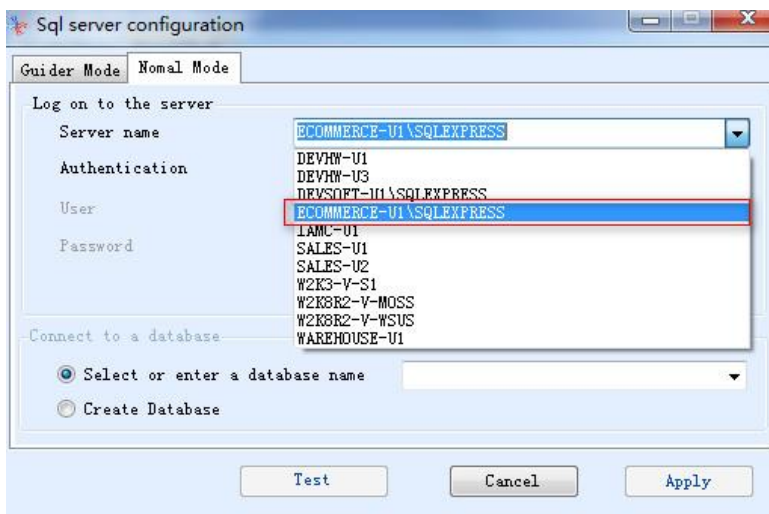 Sql server configuration
Guider Mode Nomal Mode
Log on to the server
Server name ECOMMERCE-U1\SQLEXPRESS
Authentication
User
Password
DEVHW-U1
DEVHW-U3
DEVSOFT-U1\SQLEXPRESS
ECOMMERCE-U1\SQLEXPRESS
IAMC-U1
SALES-U1
SALES-U2
W2K3-V-S1
W2K8R2-V-MOSS
W2K8R2-V-WSUS
WAREHOUSE-U1
Connect to a database
Select or enter a database name
Create Database
Test Cancel Apply